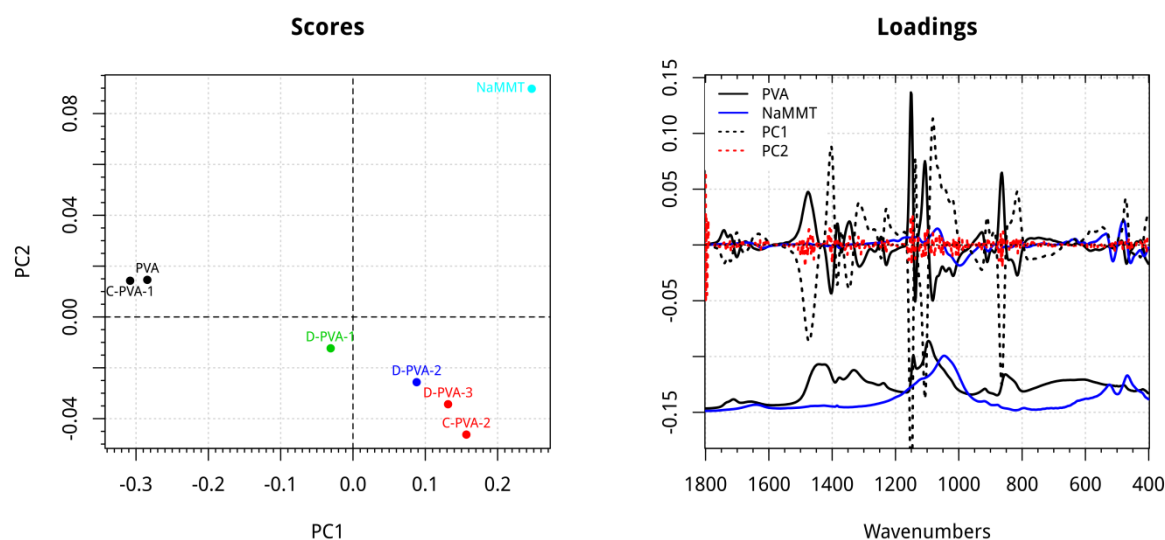 Scores
PC2
0.08
0.04
0.00
-0.04
NaMMT
PVA
C-PVA-1
D-PVA-1
D-PVA-2
D-PVA-3
C-PVA-2
-0.3
-0.2
-0.1
0.0
0.1
0.2
PC1
Loadings
0.15
0.10
0.05
-0.05
-0.15
PVA
NaMMT
PC1
PC2
1800
1600
1200
1000
800
600
400
Wavenumbers